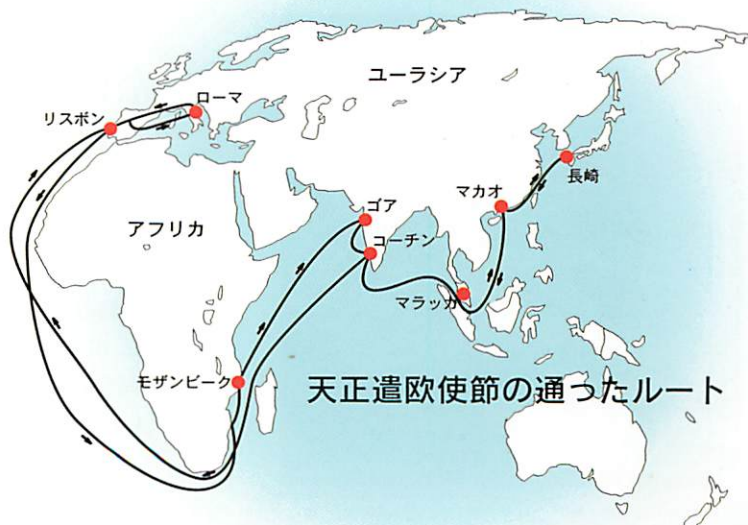 ユーラシア
ローマ
リスボン
長崎
マカオ
ゴア
アフリカ
コーチン
マラッカ
モザンビーク
天正遣欧使節の通ったルート